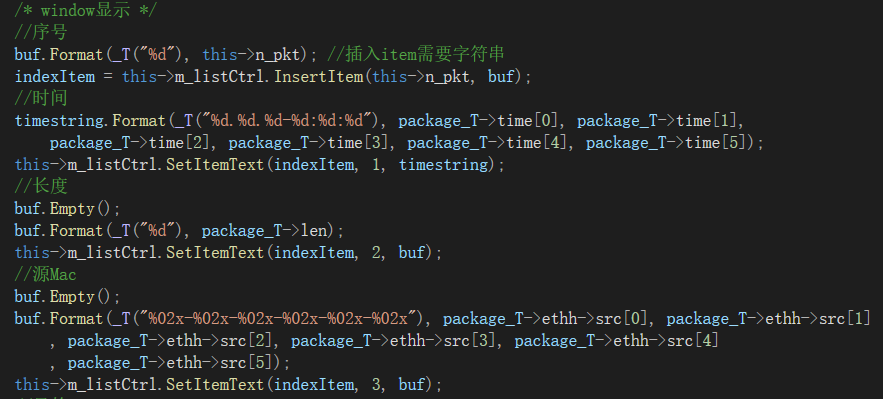 /* window显示 */
//序号
buf.Format(_T("%d"), this->n_pkt); //插入item需要字符串
indexItem = this->m_listCtrl.InsertItem(this->n_pkt, buf);
//时间
timestring.Format(_T("%d.%d.%d-%d:%d:%d"), package_T->time[0], package_T->time[1],
package_T->time[2], package_T->time[3], package_T->time[4], package_T->time[5]);
this->m_listCtrl.SetItemText(indexItem, 1, timestring);
//长度
buf.Empty();
buf.Format(_T("%d"), package_T->len);
this->m_listCtrl.SetItemText(indexItem, 2, buf);
//源Mac
buf.Empty();
buf.Format(_T("%02x-%02x-%02x-%02x-%02x-%02x"), package_T->ethh->src[0], package_T->ethh->src[1]
, package_T->ethh->src[2], package_T->ethh->src[3], package_T->ethh->src[4]
, package_T->ethh->src[5]);
this->m_listCtrl.SetItemText(indexItem, 3, buf);